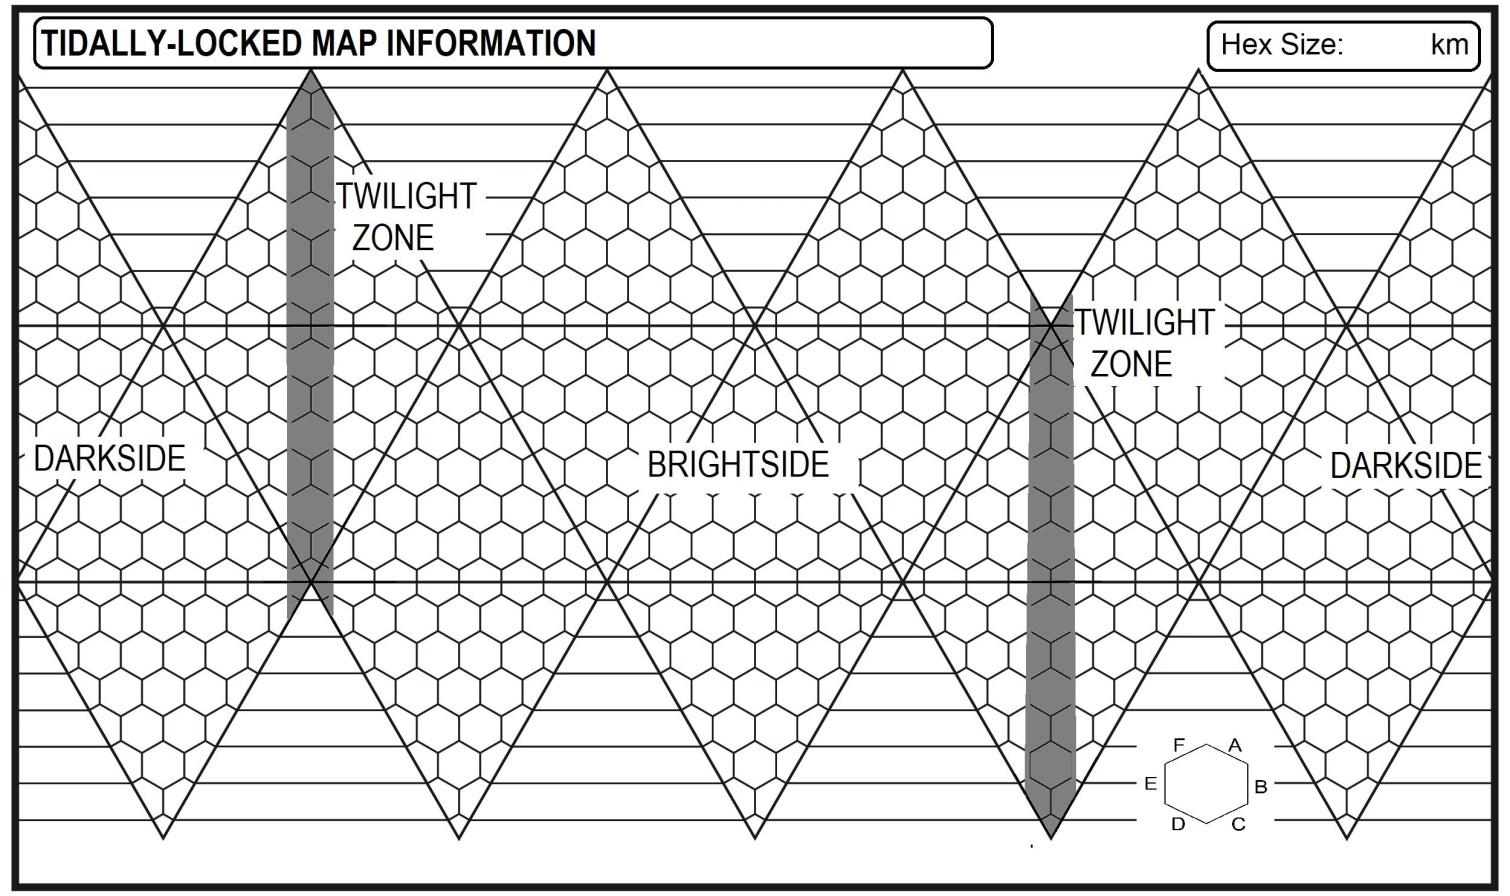 TIDALLY-LOCKED MAP INFORMATION
Hex Size: km
TWILIGHT
ZONE
TWILIGHT
ZONE
DARKSIDE
BRIGHTSIDE
DARKSIDE
F A
E B
D C